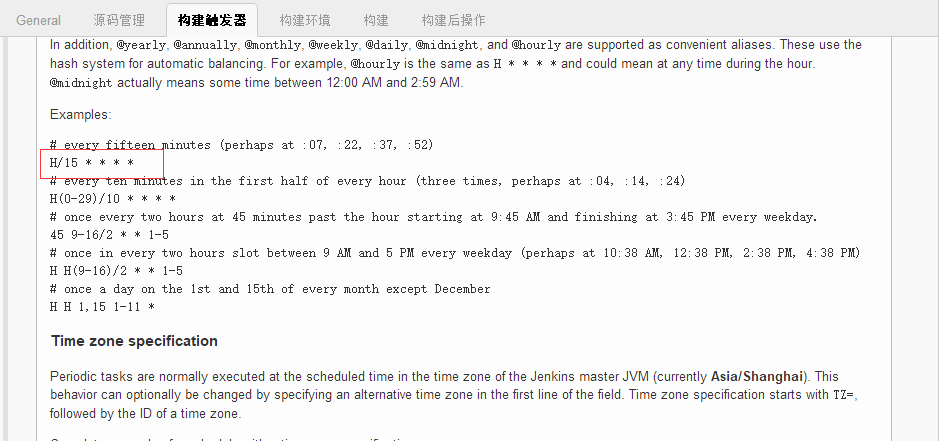 General 源码管理 构建触发器 构建环境 构建 构建后操作
In addition, @yearly, @annually, @monthly, @weekly, @daily, @midnight, and @hourly are supported as convenient aliases. These use the
hash system for automatic balancing. For example, @hourly is the same as H * * * * and could mean at any time during the hour.
@midnight actually means some time between 12:00 AM and 2:59 AM.
Examples:
# every fifteen minutes (perhaps at :07, :22, :37, :52)
H/15 * * * *
# every ten minutes in the first half of every hour (three times, perhaps at :04, :14, :24)
H(0-29)/10 * * * *
# once every two hours at 45 minutes past the hour starting at 9:45 AM and finishing at 3:45 PM every weekday.
45 9-16/2 * * 1-5
# once in every two hours slot between 9 AM and 5 PM every weekday (perhaps at 10:38 AM, 12:38 PM, 2:38 PM, 4:38 PM)
H H(9-16)/2 * * 1-5
# once a day on the 1st and 15th of every month except December
H H 1,15 1-11 *
Time zone specification
Periodic tasks are normally executed at the scheduled time in the time zone of the Jenkins master JVM (currently Asia/Shanghai). This
behavior can optionally be changed by specifying an alternative time zone in the first line of the field. Time zone specification starts with TZ=,
followed by the ID of a time zone.